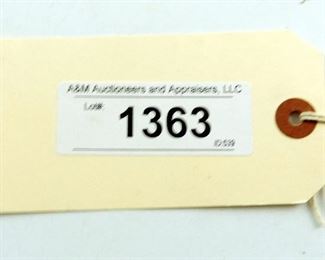 A&M Auctioneers and Appraisers, LLC
Lot#:
1363
ID:539